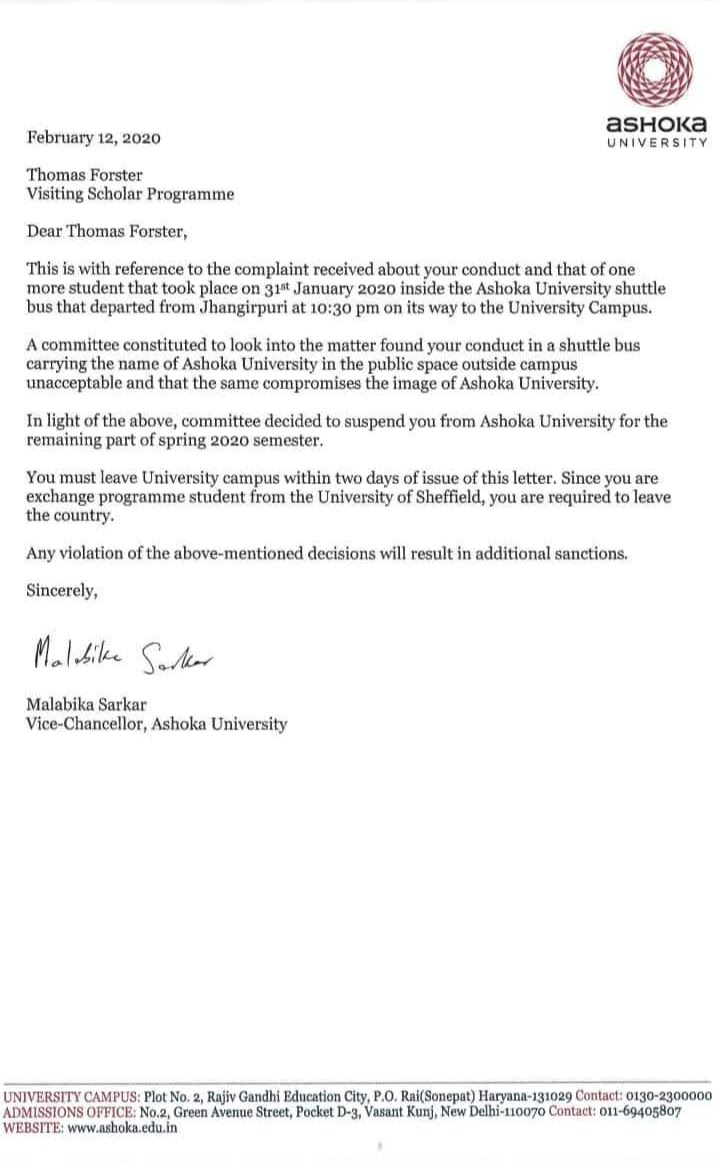 ASHOKA
UNIVERSITY
February 12, 2020
Thomas Forster
Visiting Scholar Programme
Dear Thomas Forster,
This is with reference to the complaint received about your conduct and that of one
more student that took place on 31st January 2020 inside the Ashoka University shuttle
bus that departed from Jhangirpuri at 10:30 pm on its way to the University Campus.
A committee constituted to look into the matter found your conduct in a shuttle bus
carrying the name of Ashoka University in the public space outside campus
unacceptable and that the same compromises the image of Ashoka University.
In light of the above, committee decided to suspend you from Ashoka University for the
remaining part of spring 2020 semester.
You must leave University campus within two days of issue of this letter. Since you are
exchange programme student from the University of Sheffield, you are required to leave
the country.
Any violation of the above-mentioned decisions will result in additional sanctions.
Sincerely,
Malabika Sarkar
Malabika Sarkar
Vice-Chancellor, Ashoka University
UNIVERSITY CAMPUS: Plot No. 2, Rajiv Gandhi Education City, P.O. Rai(Sonepat) Haryana-131029 Contact: 0130-2300000
ADMISSIONS OFFICE: No.2, Green Avenue Street, Pocket D-3, Vasant Kunj, New Delhi-110070 Contact: 011-69405807
WEBSITE: www.ashoka.edu.in